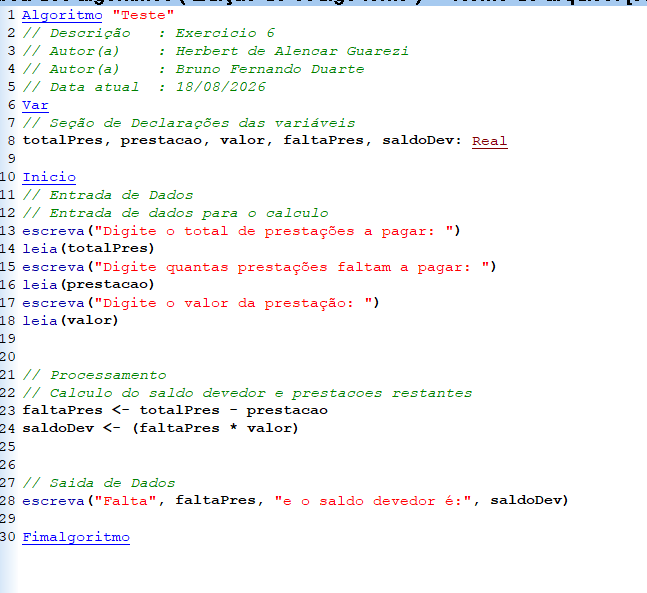 1 Algoritmo "Teste"
2 // Descrição   : Exercicio 6
3 // Autor(a)    : Herbert de Alencar Guarezi
4 // Autor(a)    : Bruno Fernando Duarte
5 // Data atual  : 18/08/2026
6 Var
7 // Seção de Declarações das variáveis
8 totalPres, prestacao, valor, faltaPres, saldoDev: Real
9
10 Inicio
11 // Entrada de Dados
12 // Entrada de dados para o calculo
13 escreva("Digite o total de prestações a pagar: ")
14 leia(totalPres)
15 escreva("Digite quantas prestações faltam a pagar: ")
16 leia(prestacao)
17 escreva("Digite o valor da prestação: ")
18 leia(valor)
19
20
21 // Processamento
22 // Calculo do saldo devedor e prestacoes restantes
23 faltaPres <- totalPres - prestacao
24 saldoDev <- (faltaPres * valor)
25
26
27 // Saida de Dados
28 escreva("Falta", faltaPres, "e o saldo devedor é:", saldoDev)
29
30 Fimalgoritmo